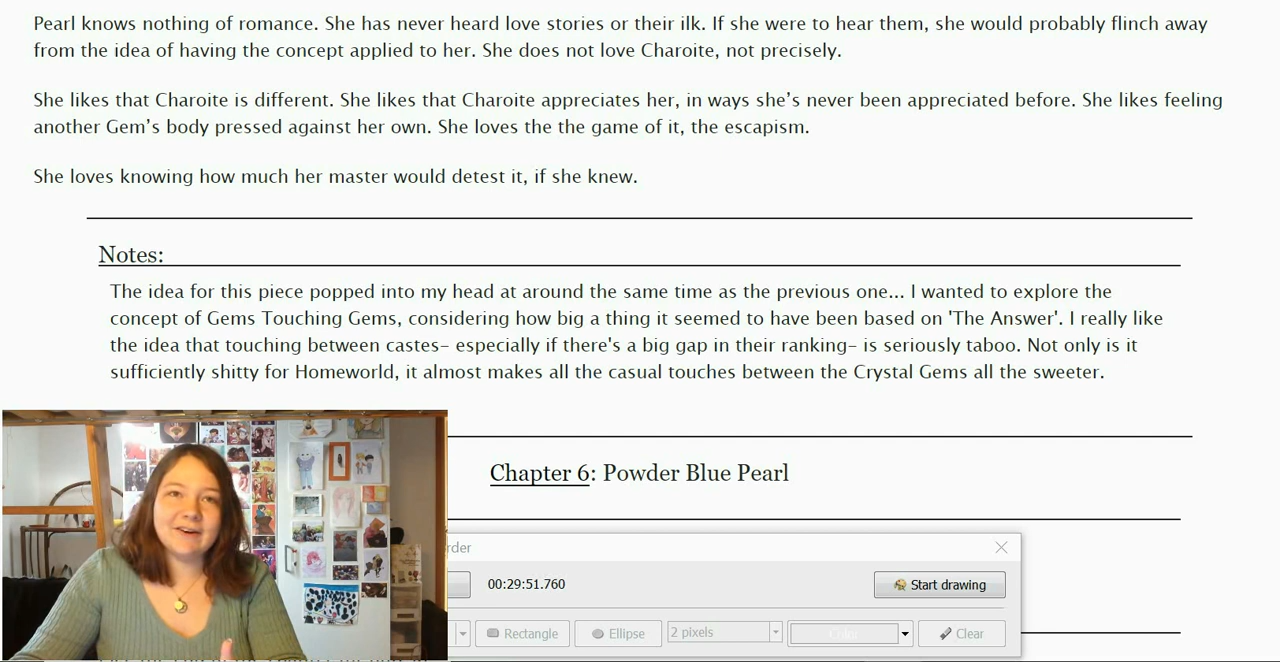 Pearl knows nothing of romance. She has never heard love stories or their ilk. If she were to hear them, she would probably flinch away
from the idea of having the concept applied to her. She does not love Charoite, not precisely.
She likes that Charoite is different. She likes that Charoite appreciates her, in ways she’s never been appreciated before. She likes feeling
another Gem’s body pressed against her own. She loves the the game of it, the escapism.
She loves knowing how much her master would detest it, if she knew.
Notes:
The idea for this piece popped into my head at around the same time as the previous one... I wanted to explore the
concept of Gems Touching Gems, considering how big a thing it seemed to have been based on 'The Answer'. I really like
the idea that touching between castes– especially if there's a big gap in their ranking– is seriously taboo. Not only is it
sufficiently shitty for Homeworld, it almost makes all the casual touches between the Crystal Gems all the sweeter.
Chapter 6: Powder Blue Pearl
rder
00:29:51.760
Start drawing
Rectangle
Ellipse
2 pixels
Color
Clear